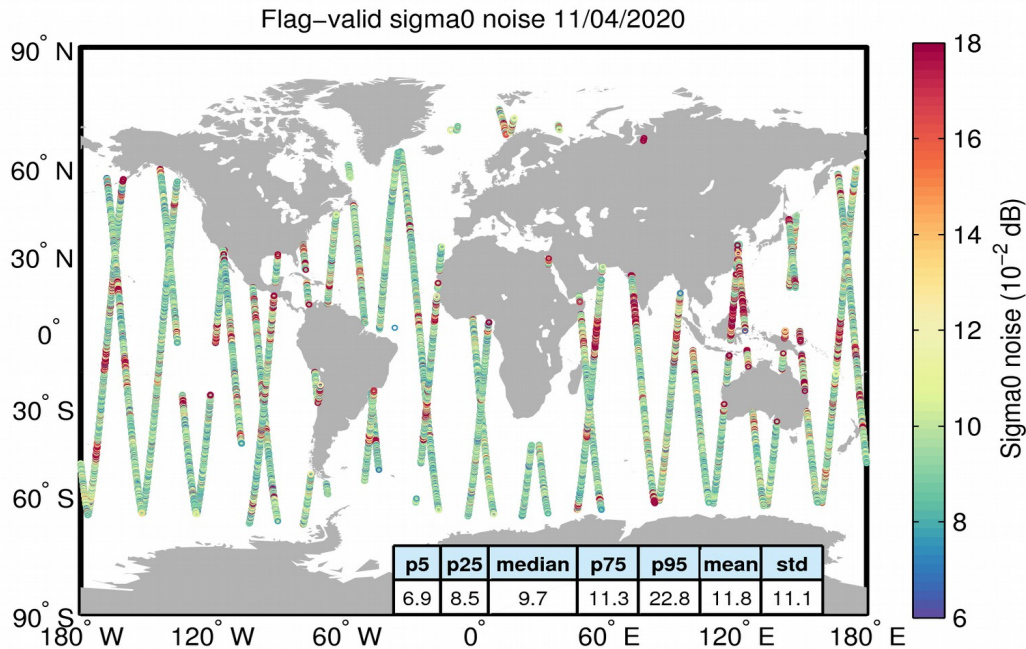 Flag−valid sigma0 noise 11/04/2020
90° N
60° N
30° N
0°
30° S
60° S
90° S
180° W
120° W
60° W
0°
60° E
120° E
180° E
p5 p25 median p75 p95 mean std
6.9 8.5 9.7 11.3 22.8 11.8 11.1
18
16
14
12
10
8
6
Sigma0 noise (10⁻² dB)